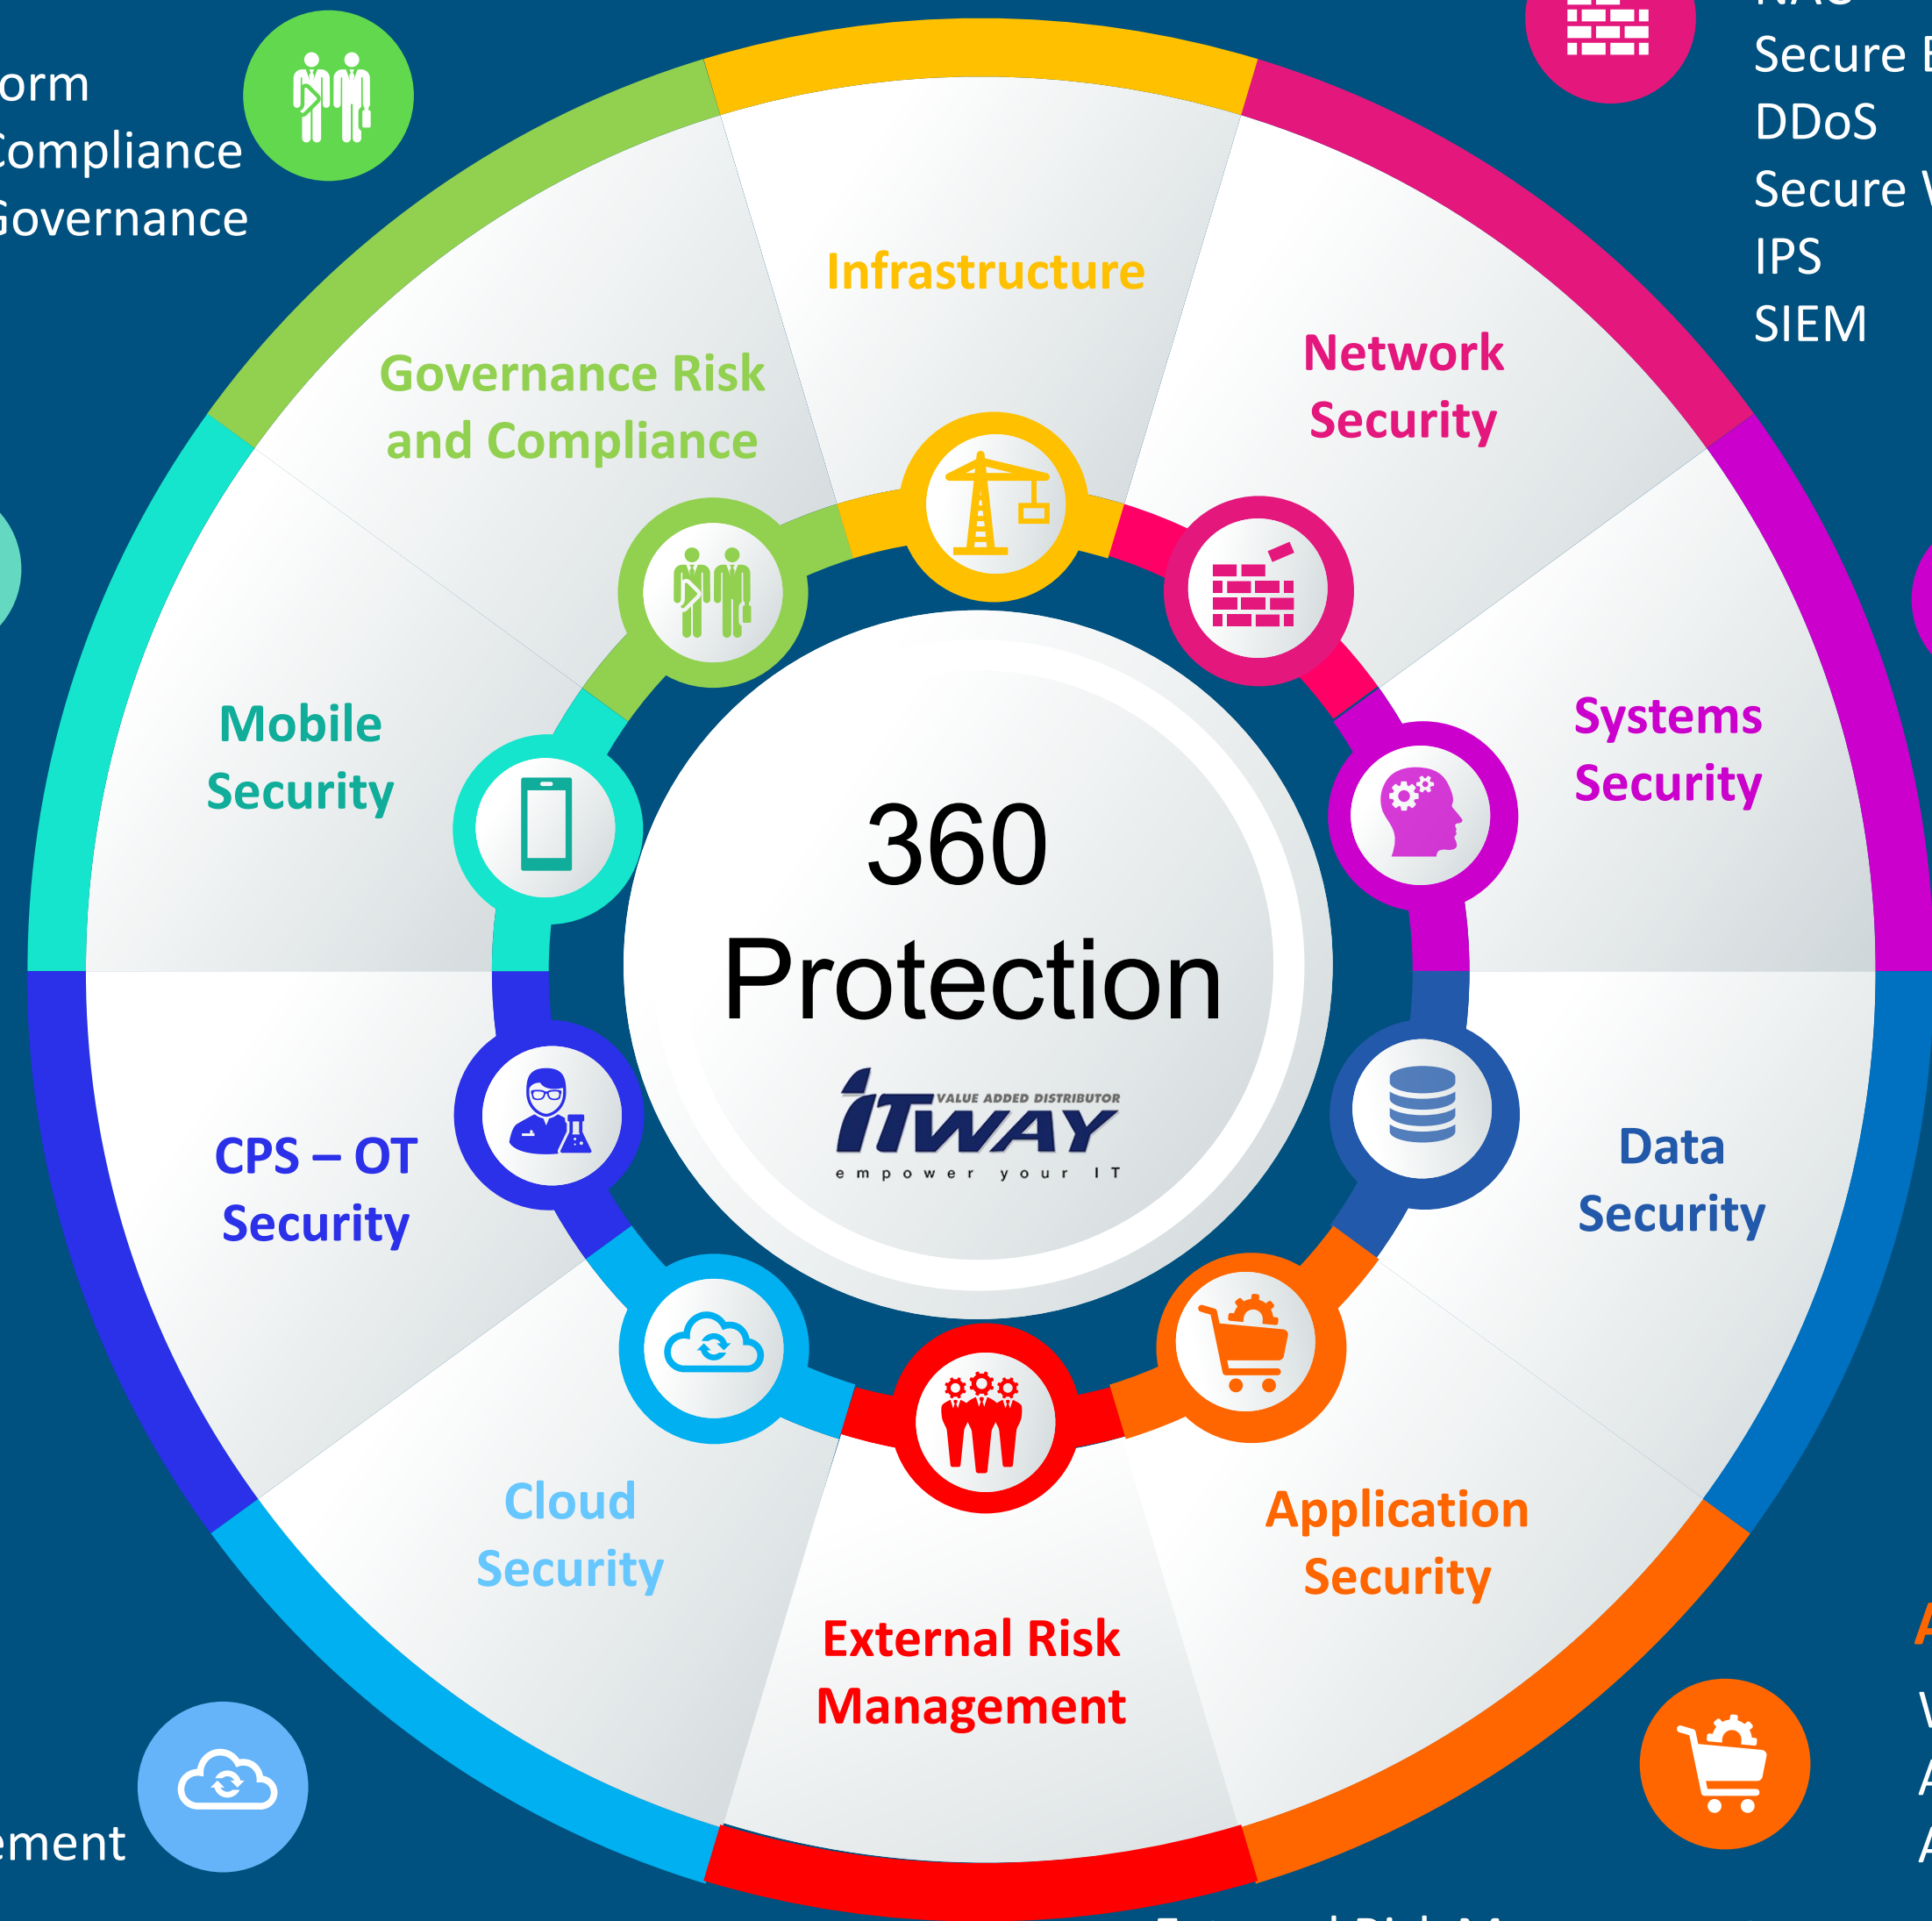 Compliance
Governance
NAC
Secure
DDoS
Secure
IPS
SIEM
Infrastructure
Governance Risk
and Compliance
Network
Security
Mobile
Security
Systems
Security
360
Protection
VALUE ADDED DISTRIBUTOR
iTWAY
empower your IT
CPS – OT
Security
Data
Security
Cloud
Security
Application
Security
External Risk
Management